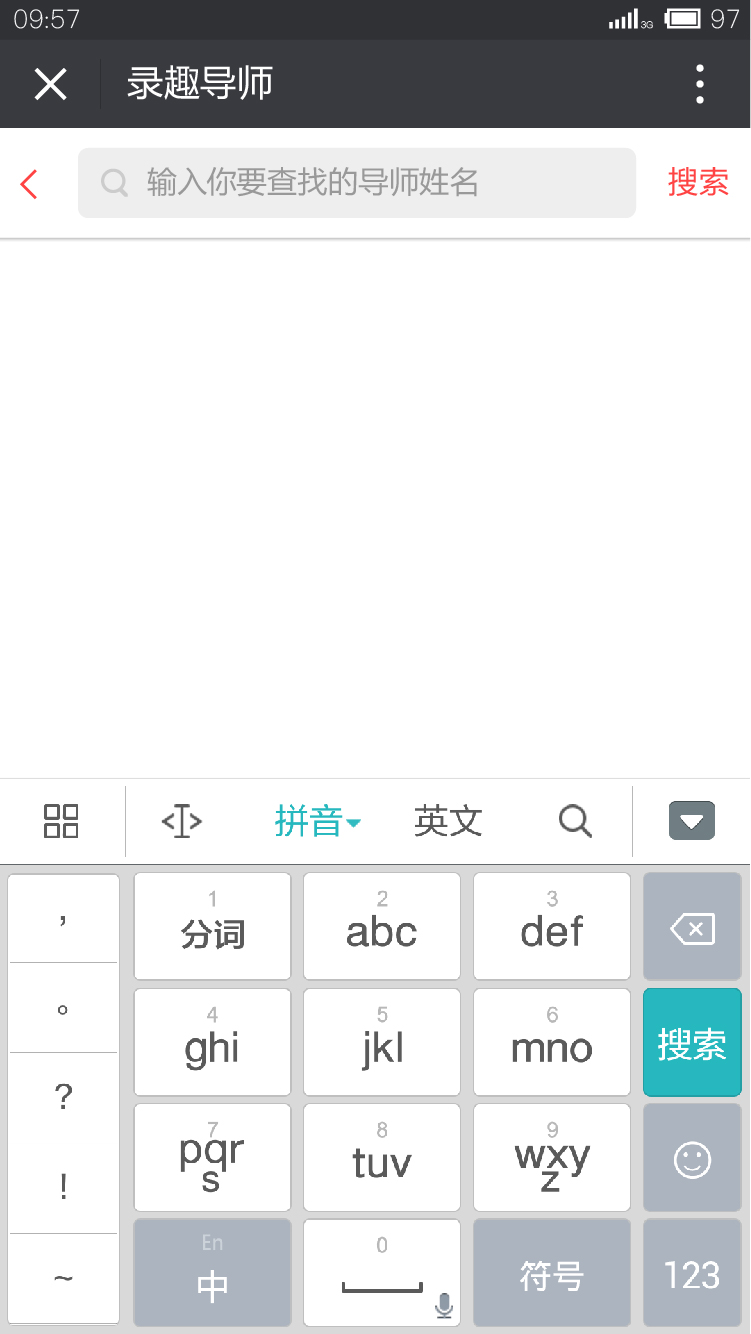 09:57 3G 97
录趣导师
输入你要查找的导师姓名 搜索
拼音 英文
, 1 分词 2 abc 3 def
。 4 ghi 5 jkl 6 mno 搜索
?
! 7 pqrs 8 tuv 9 wxyz
~ En 中 0 符号 123